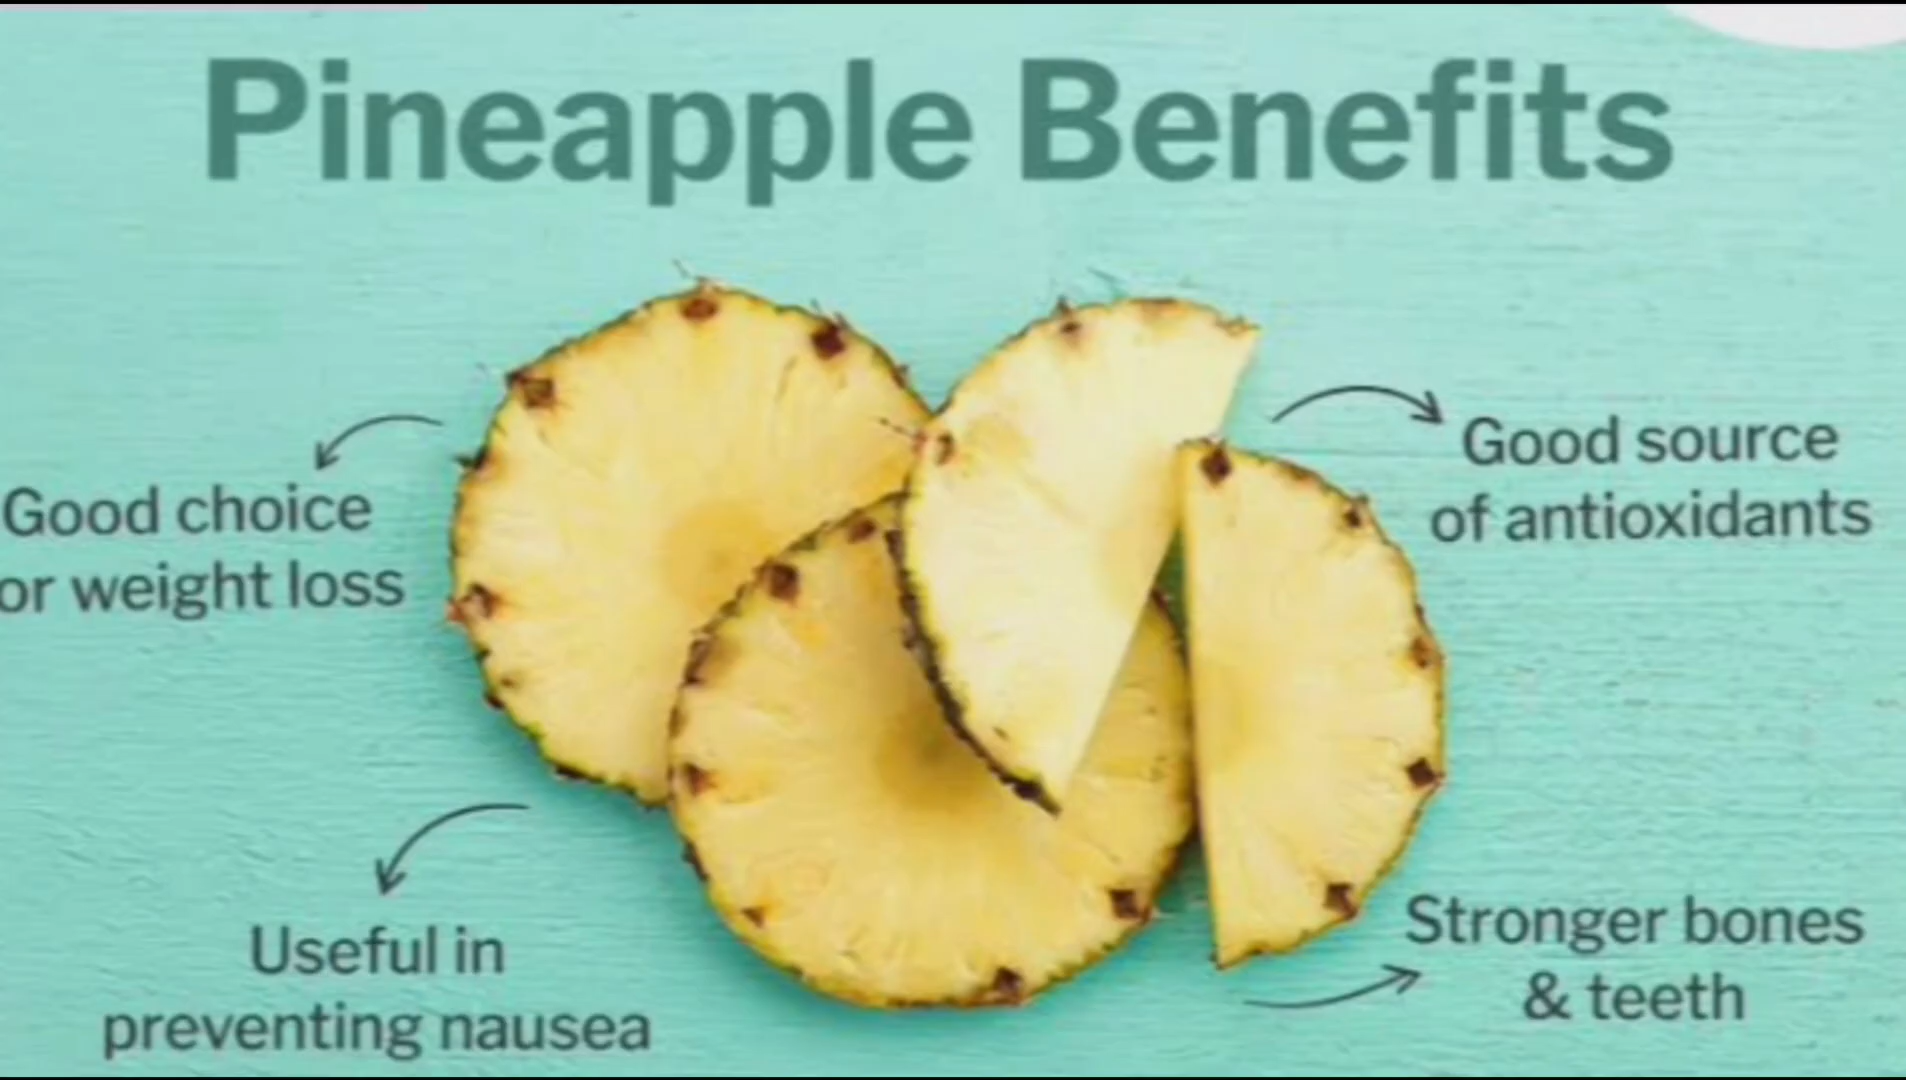 Pineapple Benefits
Good choice
or weight loss
Good source
of antioxidants
Useful in
preventing nausea
Stronger bones
& teeth